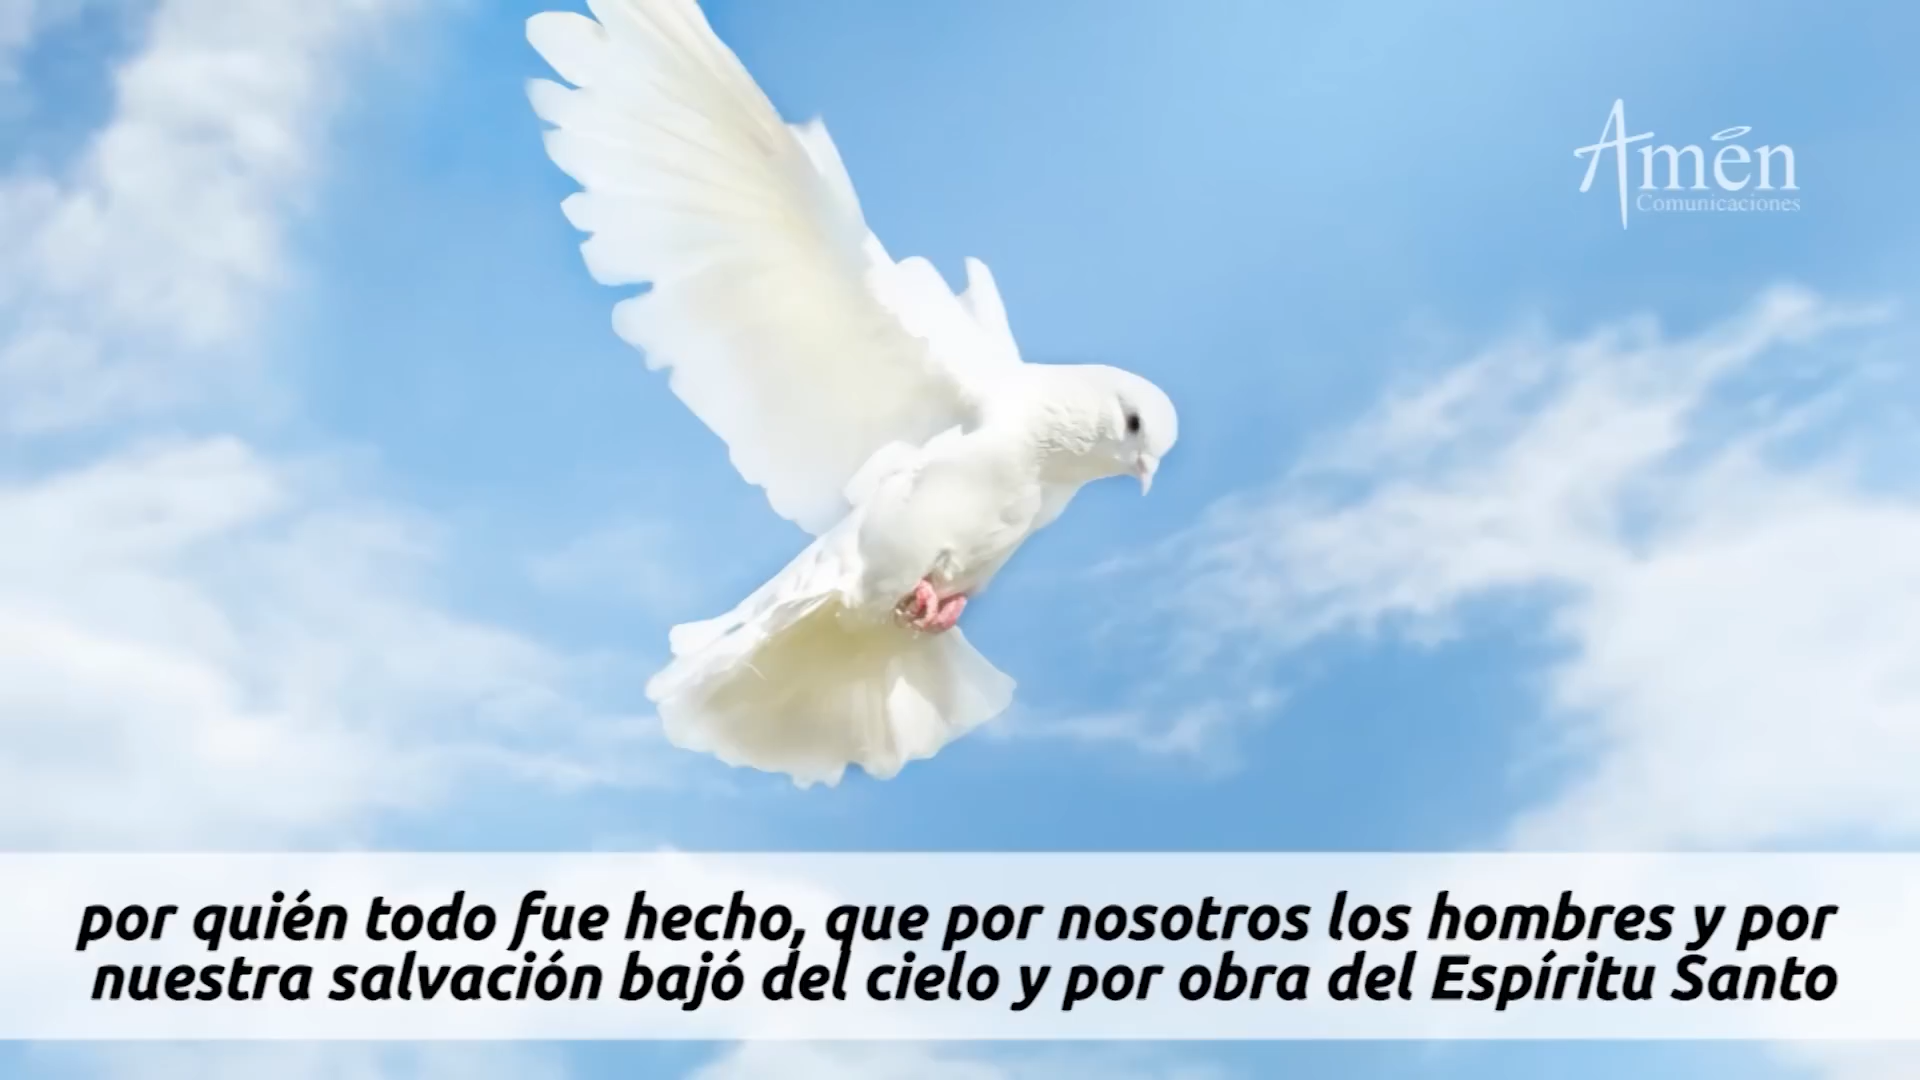 Amén
Comunicaciones
por quién todo fue hecho, que por nosotros los hombres y por
nuestra salvación bajó del cielo y por obra del Espíritu Santo